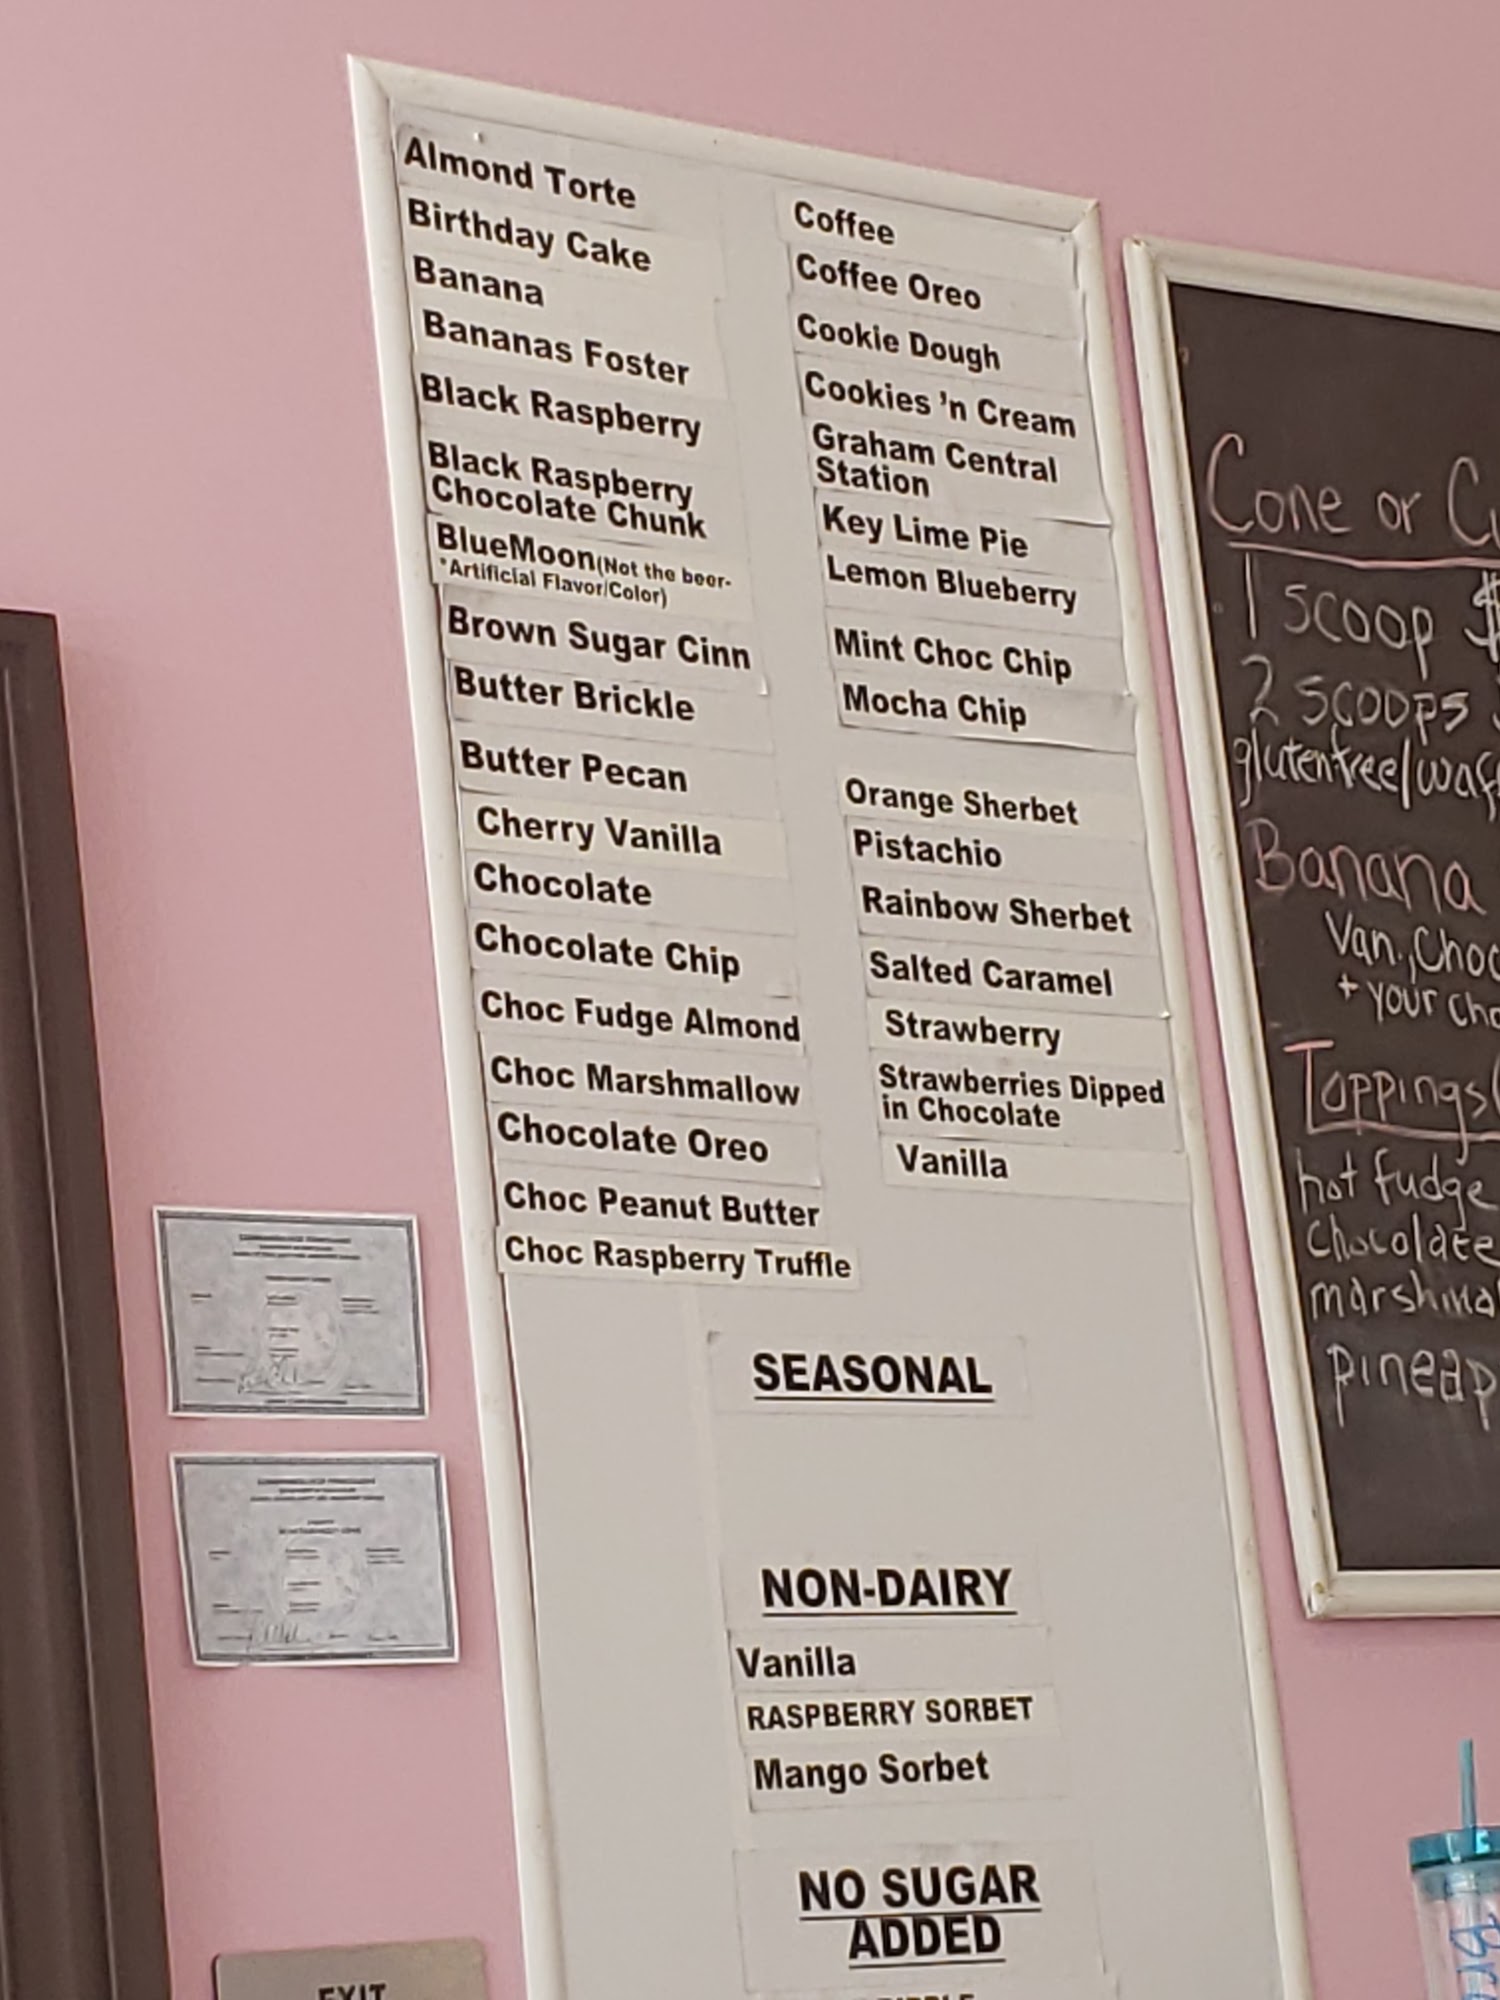 Almond Torte
Birthday Cake
Banana
Bananas Foster
Black Raspberry
Black Raspberry
Chocolate Chunk
BlueMoon(Not the beer-
*Artificial Flavor/Color)
Brown Sugar Cinn
Butter Brickle
Butter Pecan
Cherry Vanilla
Chocolate
Chocolate Chip
Choc Fudge Almond
Choc Marshmallow
Chocolate Oreo
Choc Peanut Butter
Choc Raspberry Truffle
Coffee
Coffee Oreo
Cookie Dough
Cookies 'n Cream
Graham Central
Station
Key Lime Pie
Lemon Blueberry
Mint Choc Chip
Mocha Chip
Orange Sherbet
Pistachio
Rainbow Sherbet
Salted Caramel
Strawberry
Strawberries Dipped
in Chocolate
Vanilla
SEASONAL
NON-DAIRY
Vanilla
RASPBERRY SORBET
Mango Sorbet
NO SUGAR
ADDED
Cone or
1 scoop $
2 scoops
glutenfree/
Banana
Van., Choc
+ your
Toppings
hot fudge
Chocolate
EXIT